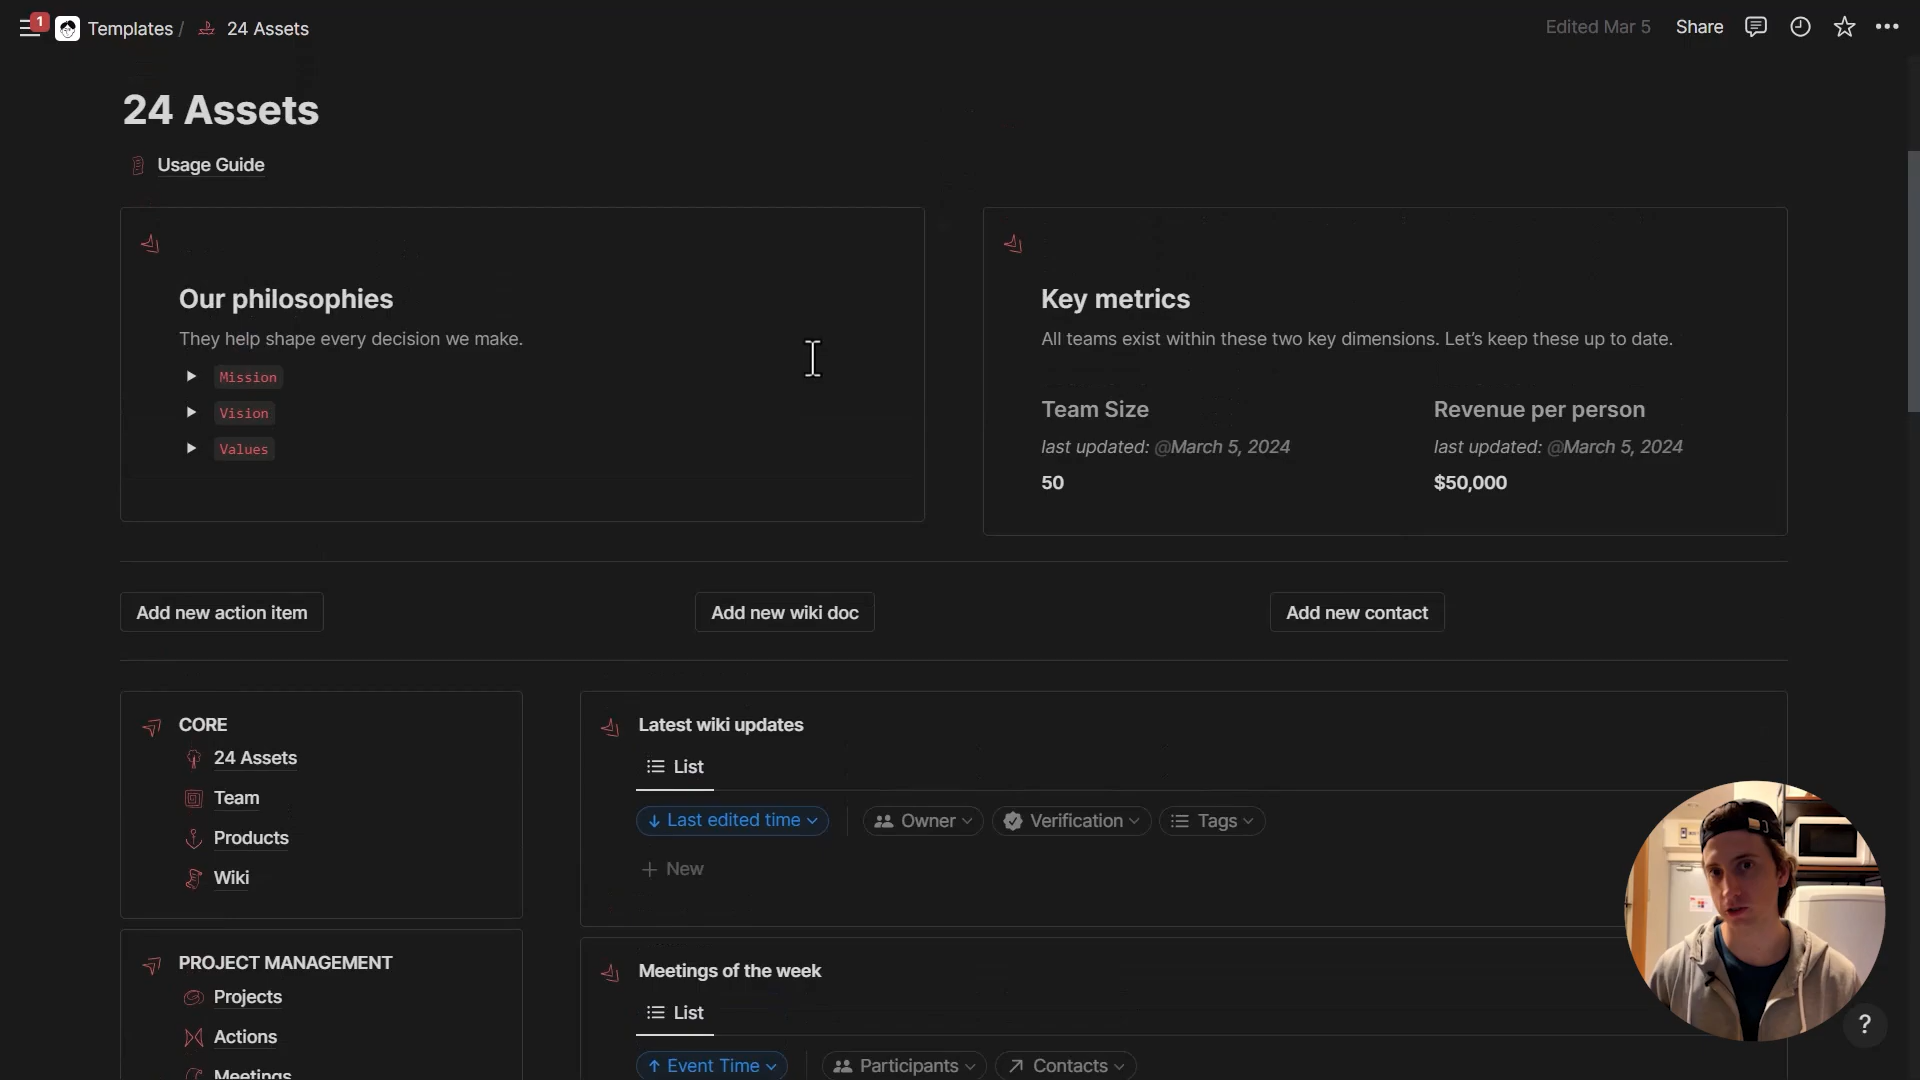 1
Templates / 24 Assets
Edited Mar 5
Share
24 Assets
Usage Guide
Our philosophies
They help shape every decision we make.
Mission
Vision
Values
Key metrics
All teams exist within these two key dimensions. Let's keep these up to date.
Team Size
last updated: @March 5, 2024
50
Revenue per person
last updated: @March 5, 2024
$50,000
Add new action item
Add new wiki doc
Add new contact
CORE
24 Assets
Team
Products
Wiki
PROJECT MANAGEMENT
Projects
Actions
Meetings
Latest wiki updates
List
Last edited time
Owner
Verification
Tags
New
Meetings of the week
List
Event Time
Participants
Contacts
?